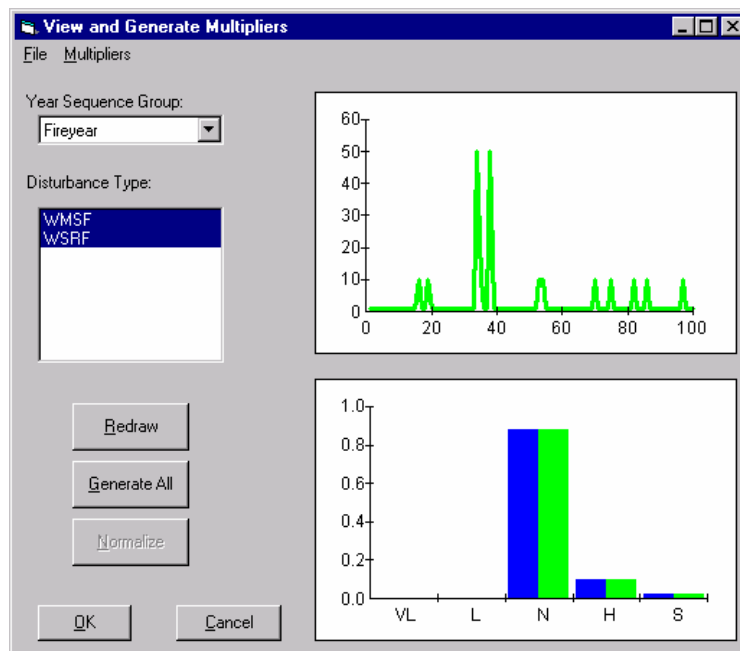 View and Generate Multipliers
File Multipliers
Year Sequence Group:
Fireyear
Disturbance Type:
WMSF
WSRF
Redraw
Generate All
Normalize
OK Cancel
60
50
40
30
20
10
0
0 20 40 60 80 100
1.0
0.8
0.6
0.4
0.2
0.0
VL L N H S